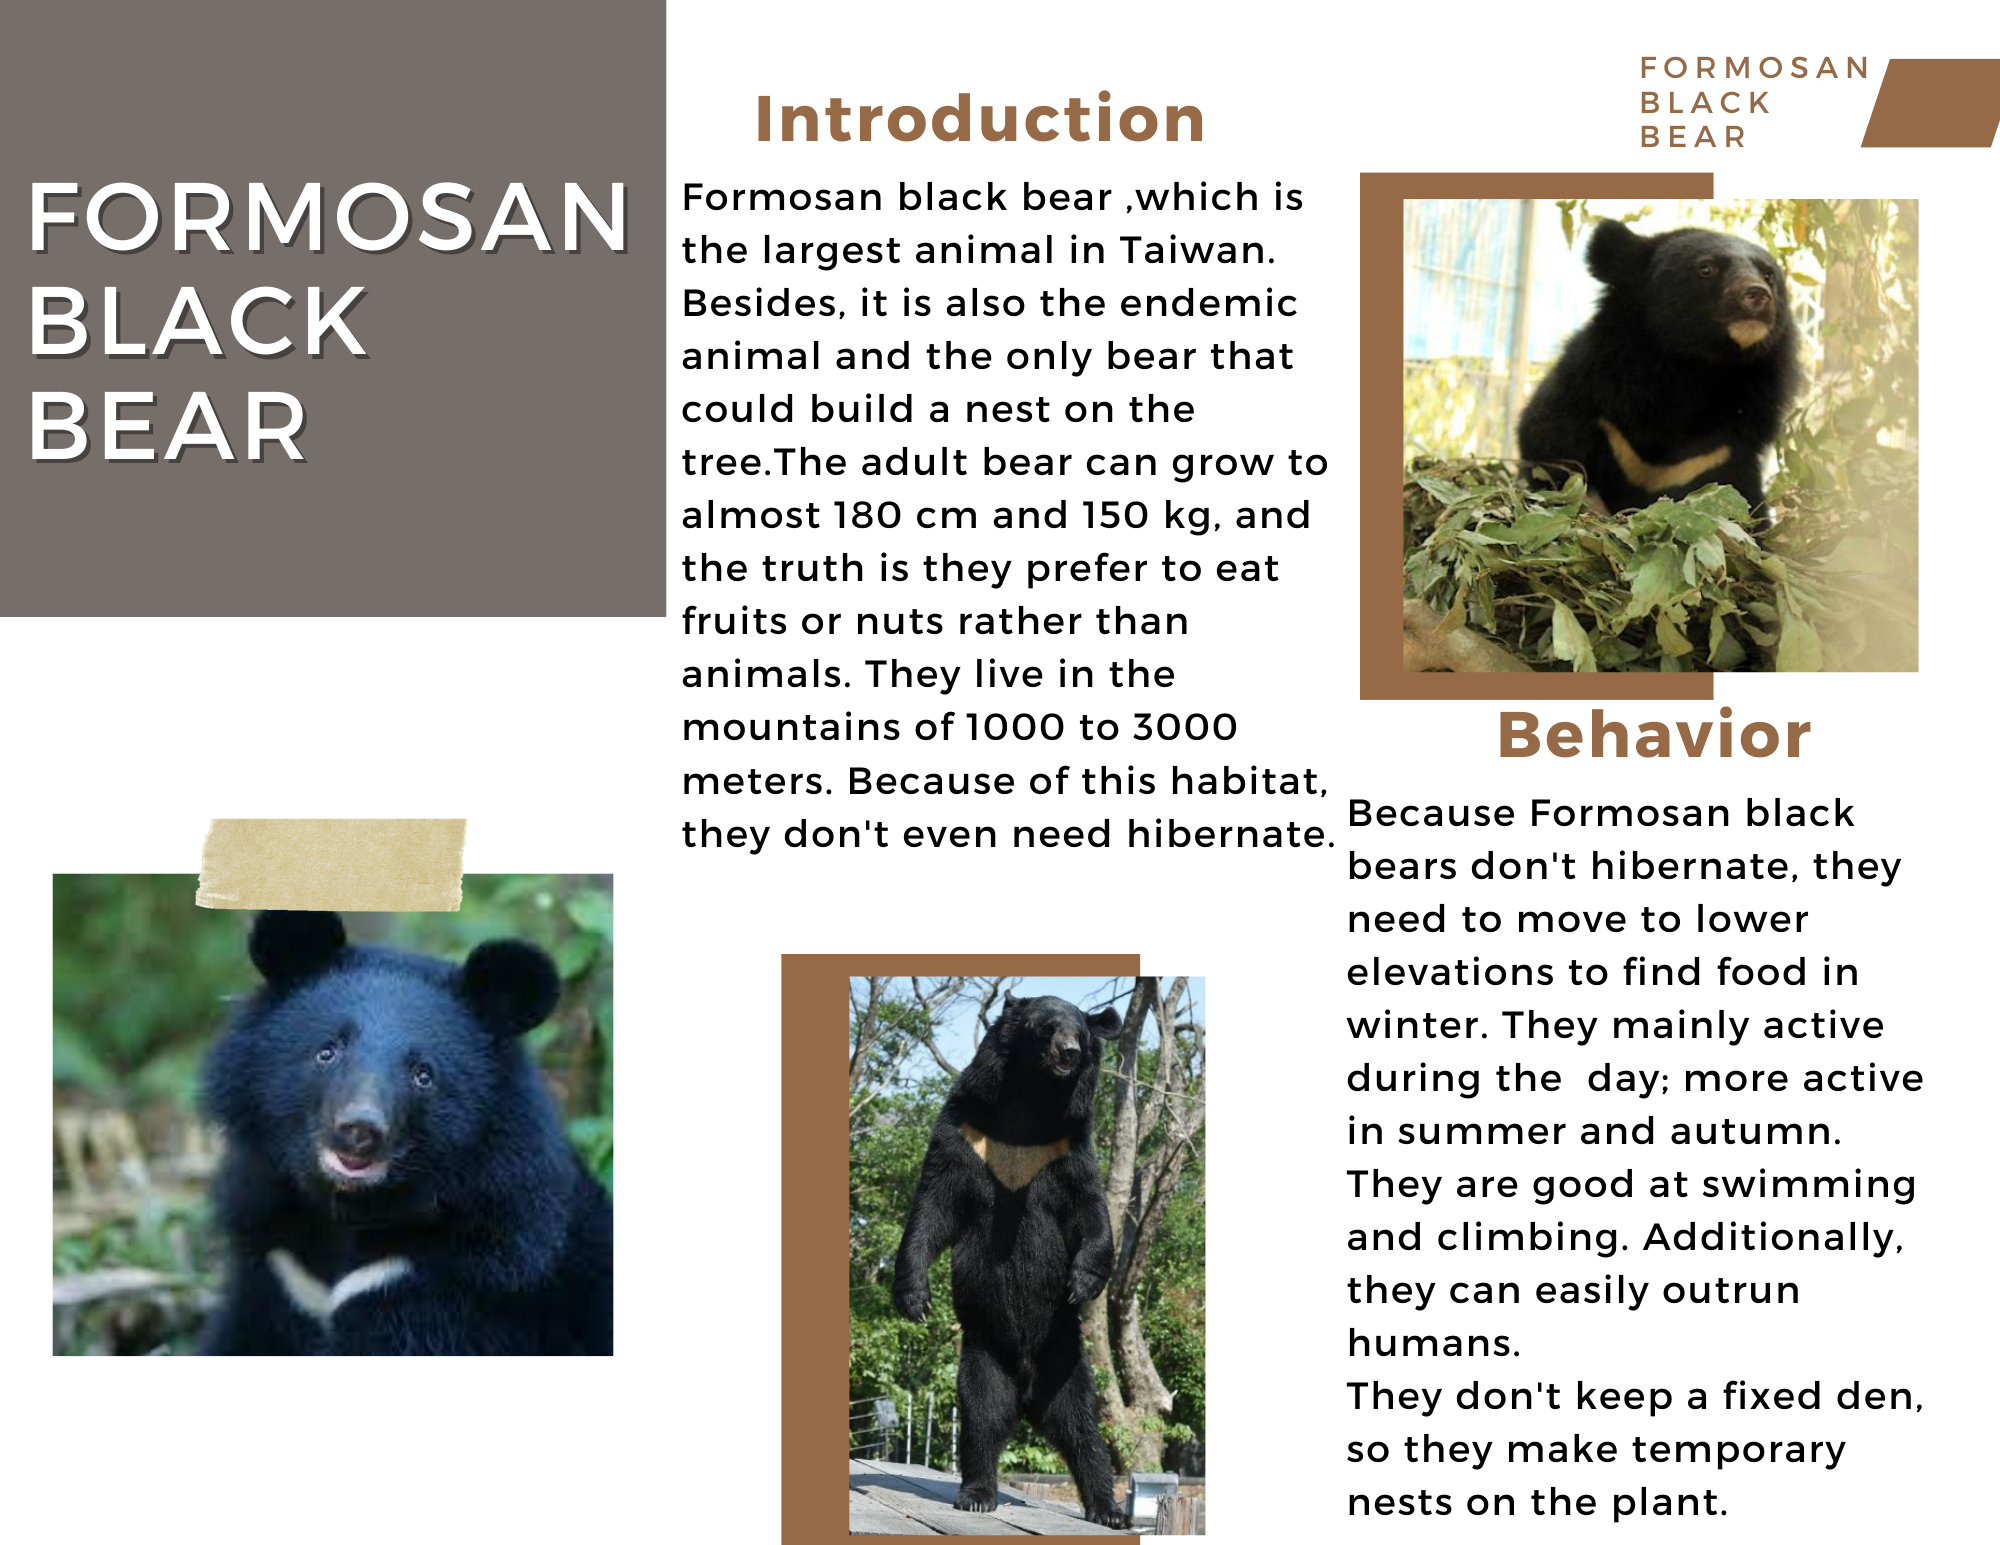 FORMOSAN
BLACK
BEAR
Introduction
Formosan black bear ,which is
the largest animal in Taiwan.
Besides, it is also the endemic
animal and the only bear that
could build a nest on the
tree.The adult bear can grow to
almost 180 cm and 150 kg, and
the truth is they prefer to eat
fruits or nuts rather than
animals. They live in the
mountains of 1000 to 3000
meters. Because of this habitat,
they don't even need hibernate.
FORMOSAN
BLACK
BEAR
Behavior
Because Formosan black
bears don't hibernate, they
need to move to lower
elevations to find food in
winter. They mainly active
during the  day; more active
in summer and autumn.
They are good at swimming
and climbing. Additionally,
they can easily outrun
humans.
They don't keep a fixed den,
so they make temporary
nests on the plant.